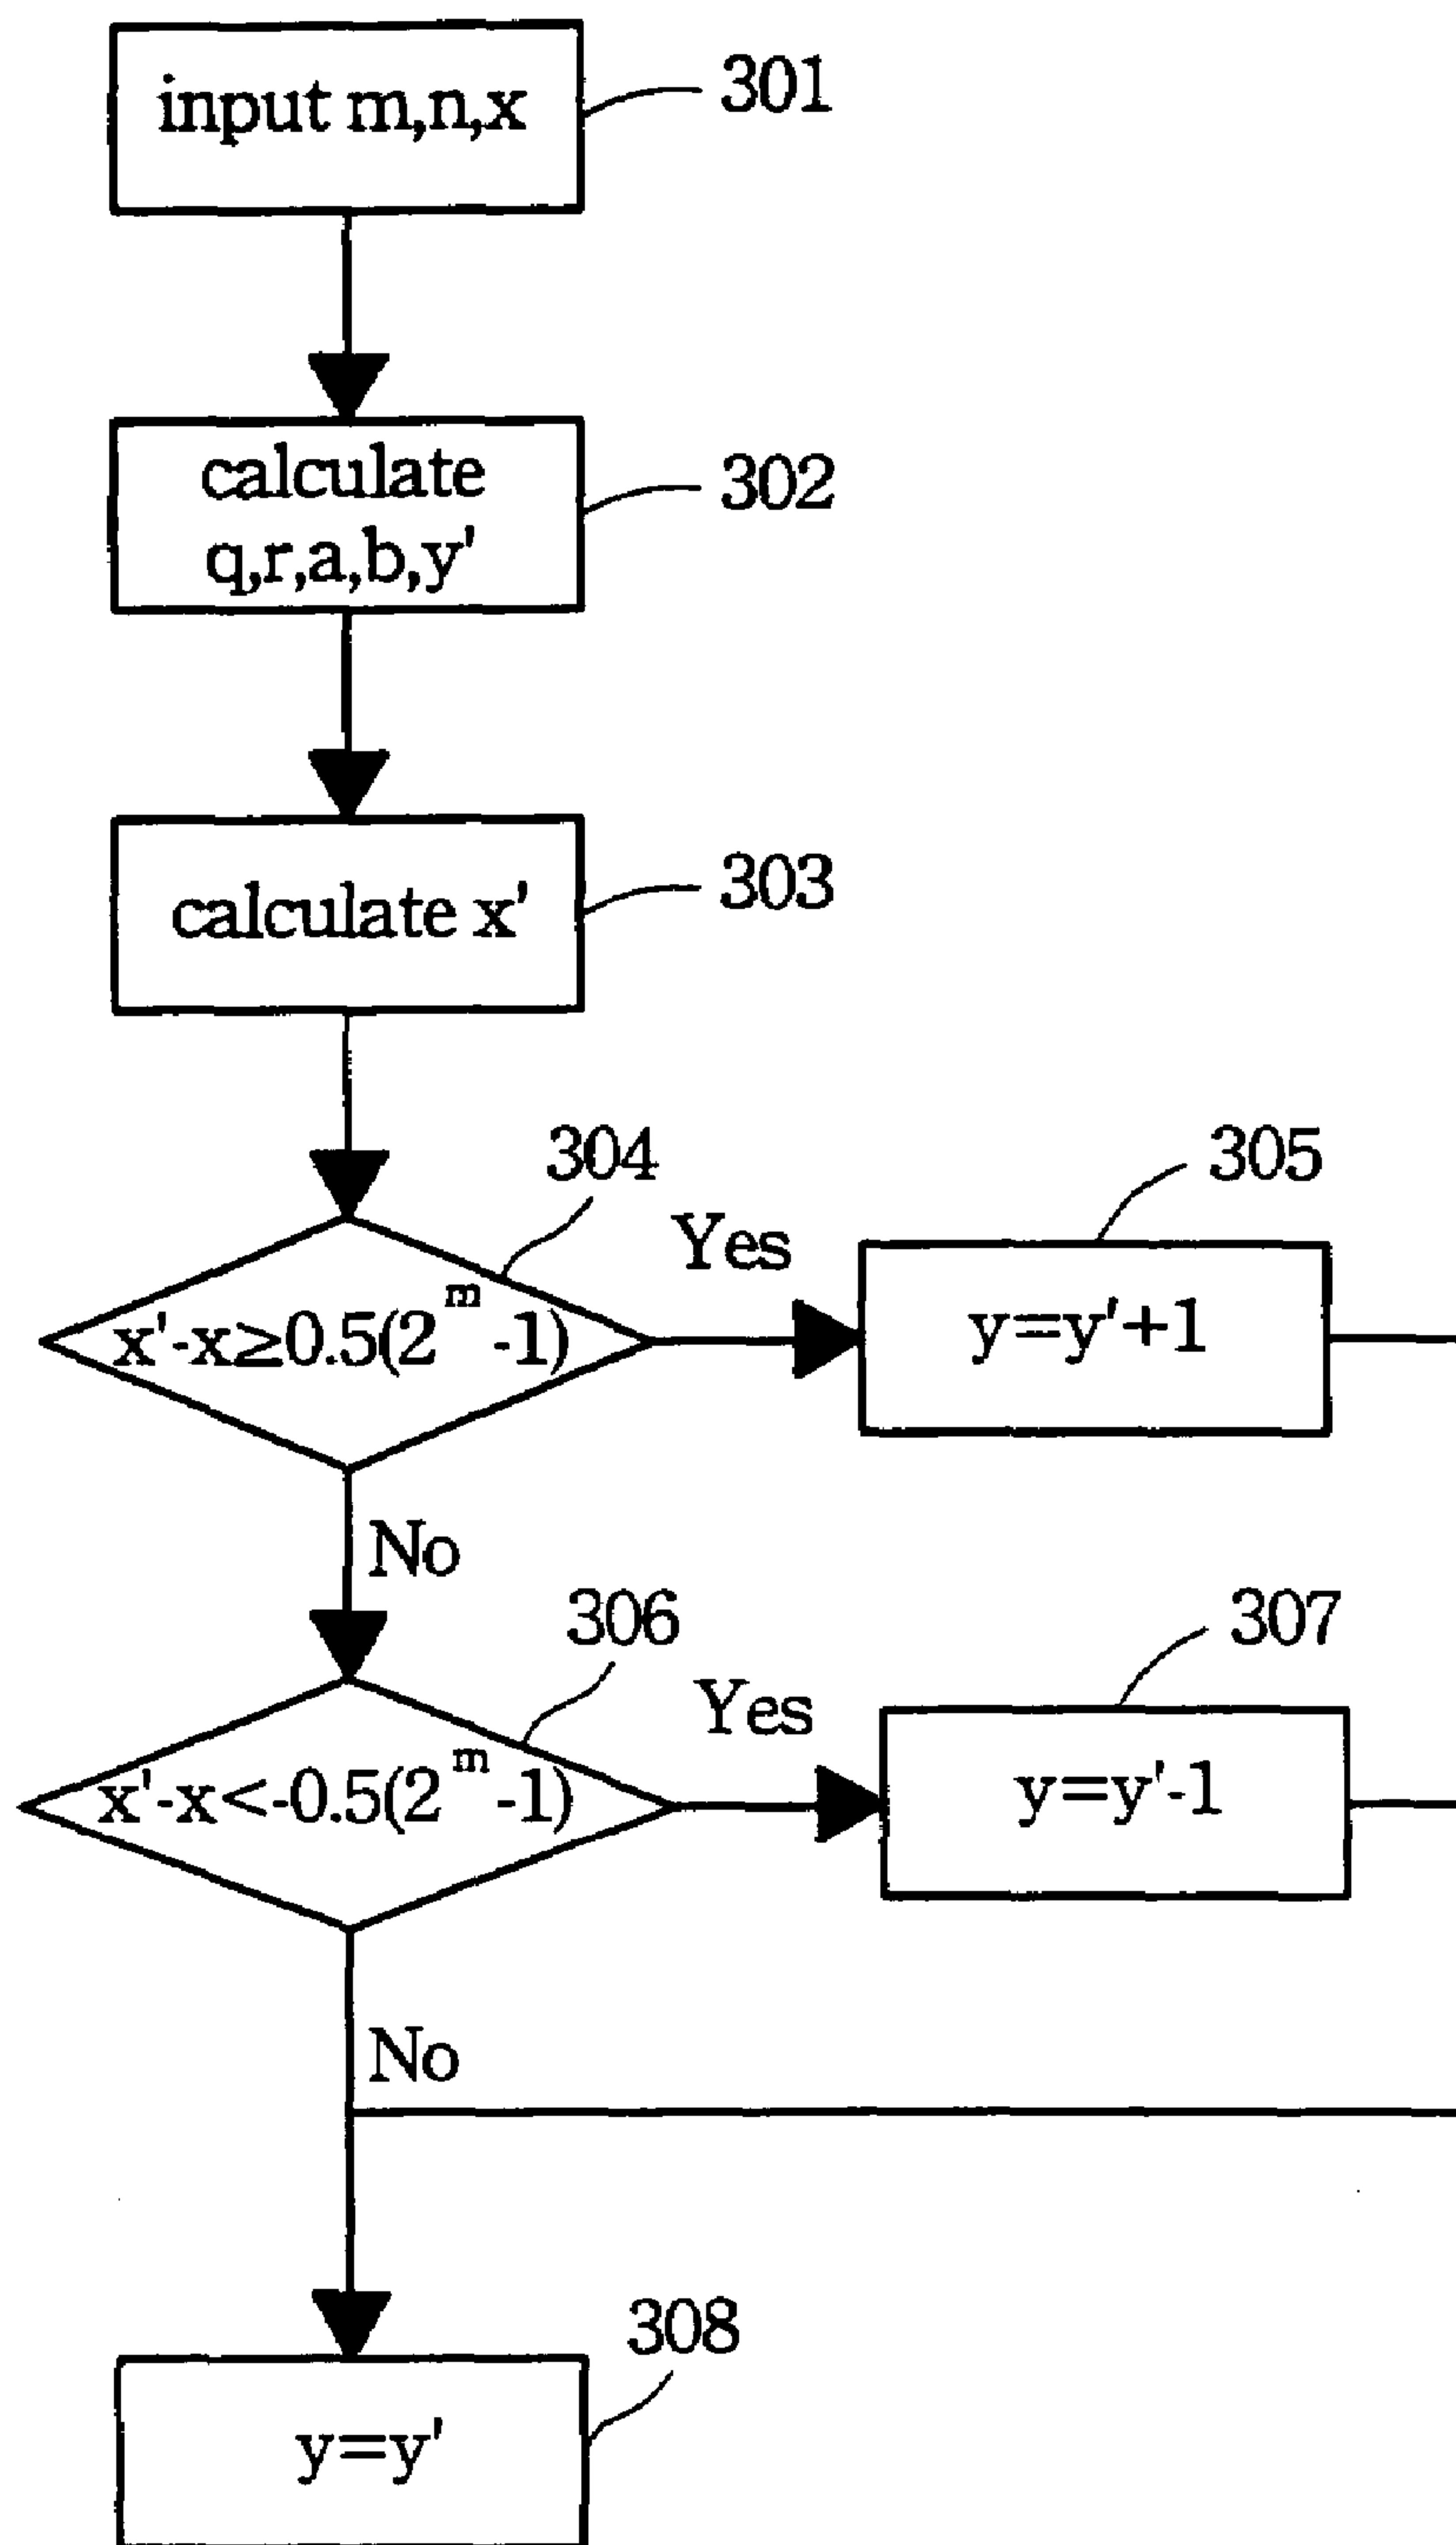 input m,n,x
301
calculate
q,r,a,b,y'
302
calculate x'
303
304
x'-x≥0.5(2^m -1)
Yes
305
y=y'+1
No
306
x'-x<-0.5(2^m -1)
Yes
307
y=y'-1
No
308
y=y'